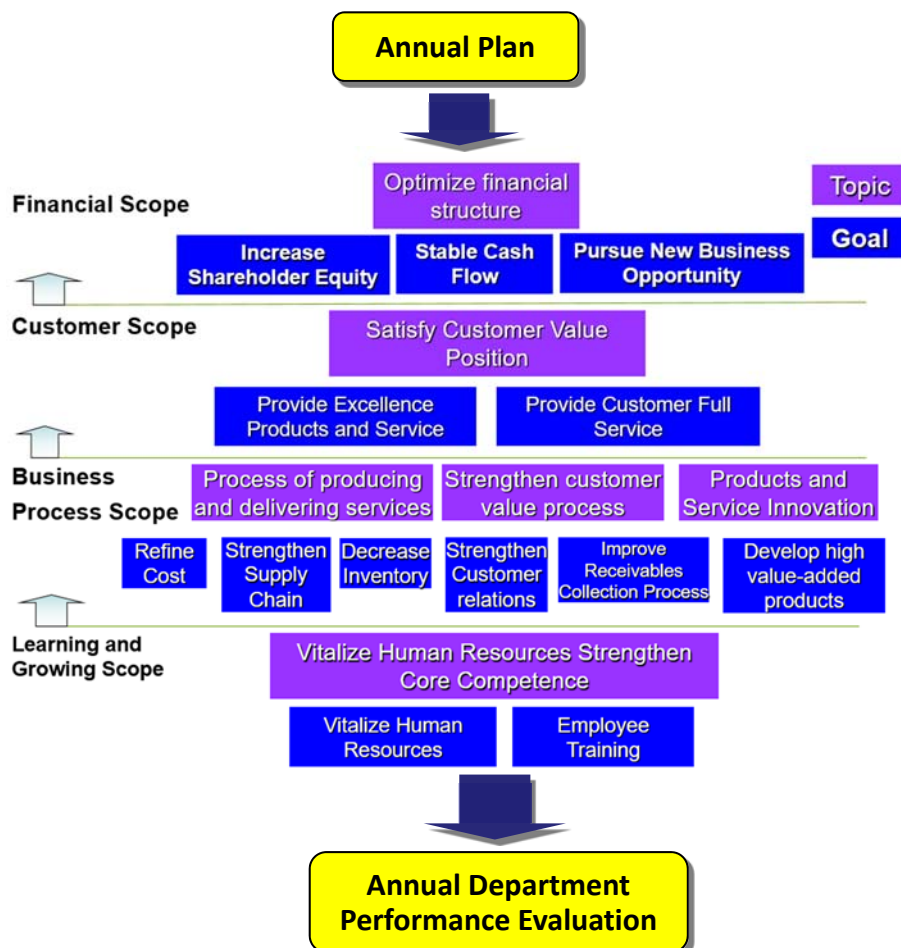 Annual Plan
Financial Scope
Optimize financial
structure
Topic
Goal
Increase
Shareholder Equity
Stable Cash
Flow
Pursue New Business
Opportunity
Customer Scope
Satisfy Customer Value
Position
Provide Excellence
Products and Service
Provide Customer Full
Service
Business
Process Scope
Process of producing
and delivering services
Strengthen customer
value process
Products and
Service Innovation
Refine
Cost
Strengthen
Supply
Chain
Decrease
Inventory
Strengthen
Customer
relations
Improve
Receivables
Collection Process
Develop high
value-added
products
Learning and
Growing Scope
Vitalize Human Resources Strengthen
Core Competence
Vitalize Human
Resources
Employee
Training
Annual Department
Performance Evaluation